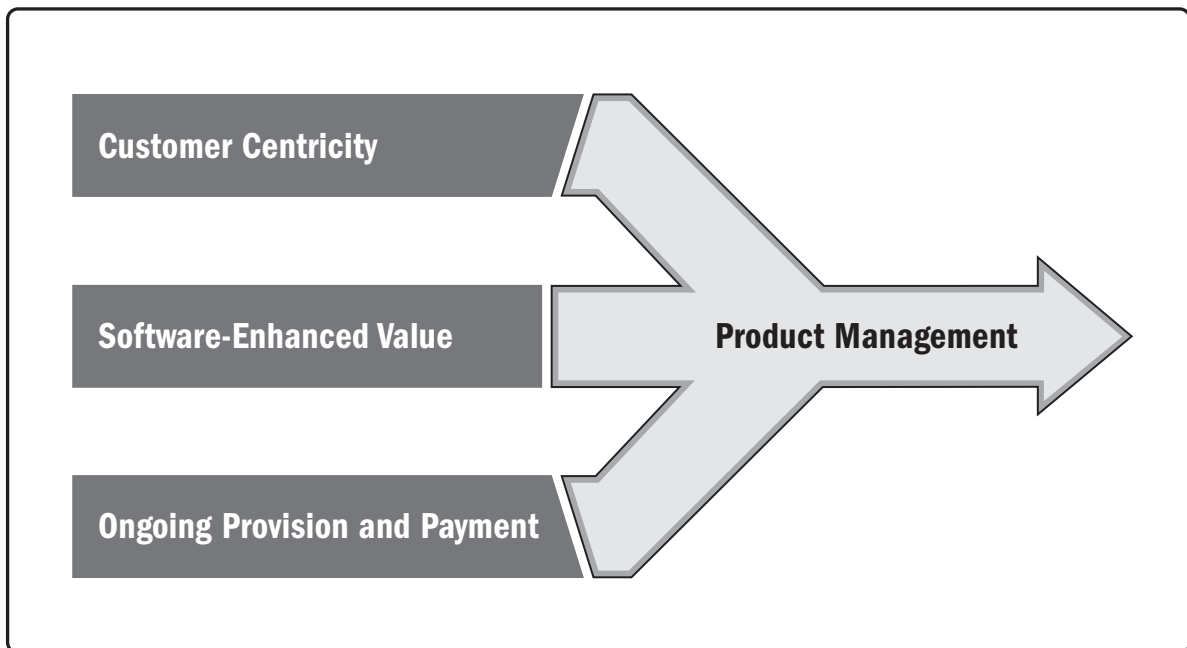 Customer Centricity
Software-Enhanced Value
Product Management
Ongoing Provision and Payment